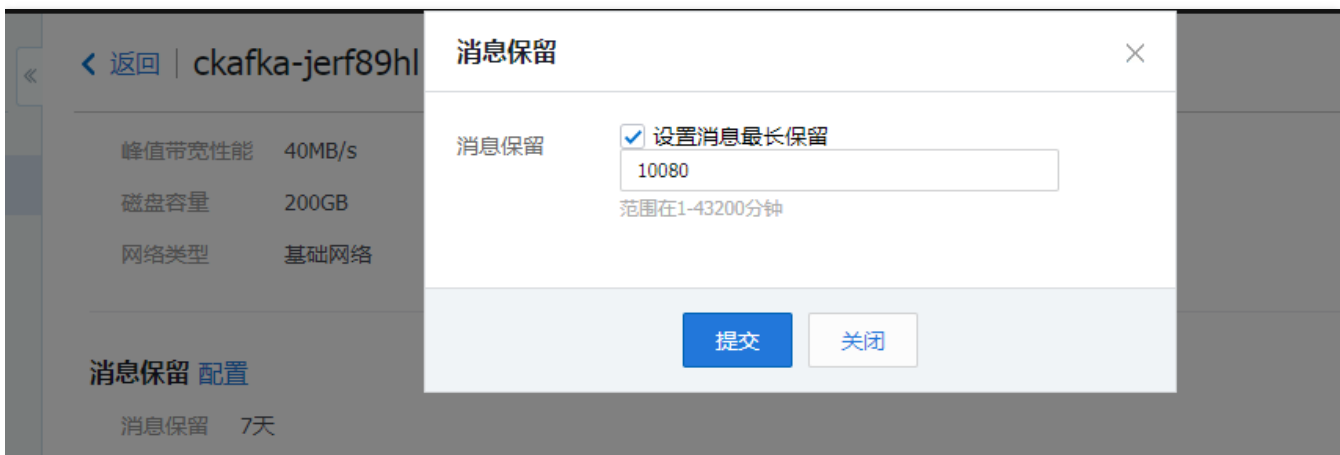 返回 ckafka-jerf89hl
峰值带宽性能 40MB/s
磁盘容量 200GB
网络类型 基础网络
消息保留 配置
消息保留 7天
消息保留
消息保留 设置消息最长保留
10080
范围在1-43200分钟
提交 关闭